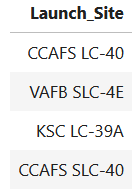 Launch_Site
CCAFS LC-40
VAFB SLC-4E
KSC LC-39A
CCAFS SLC-40